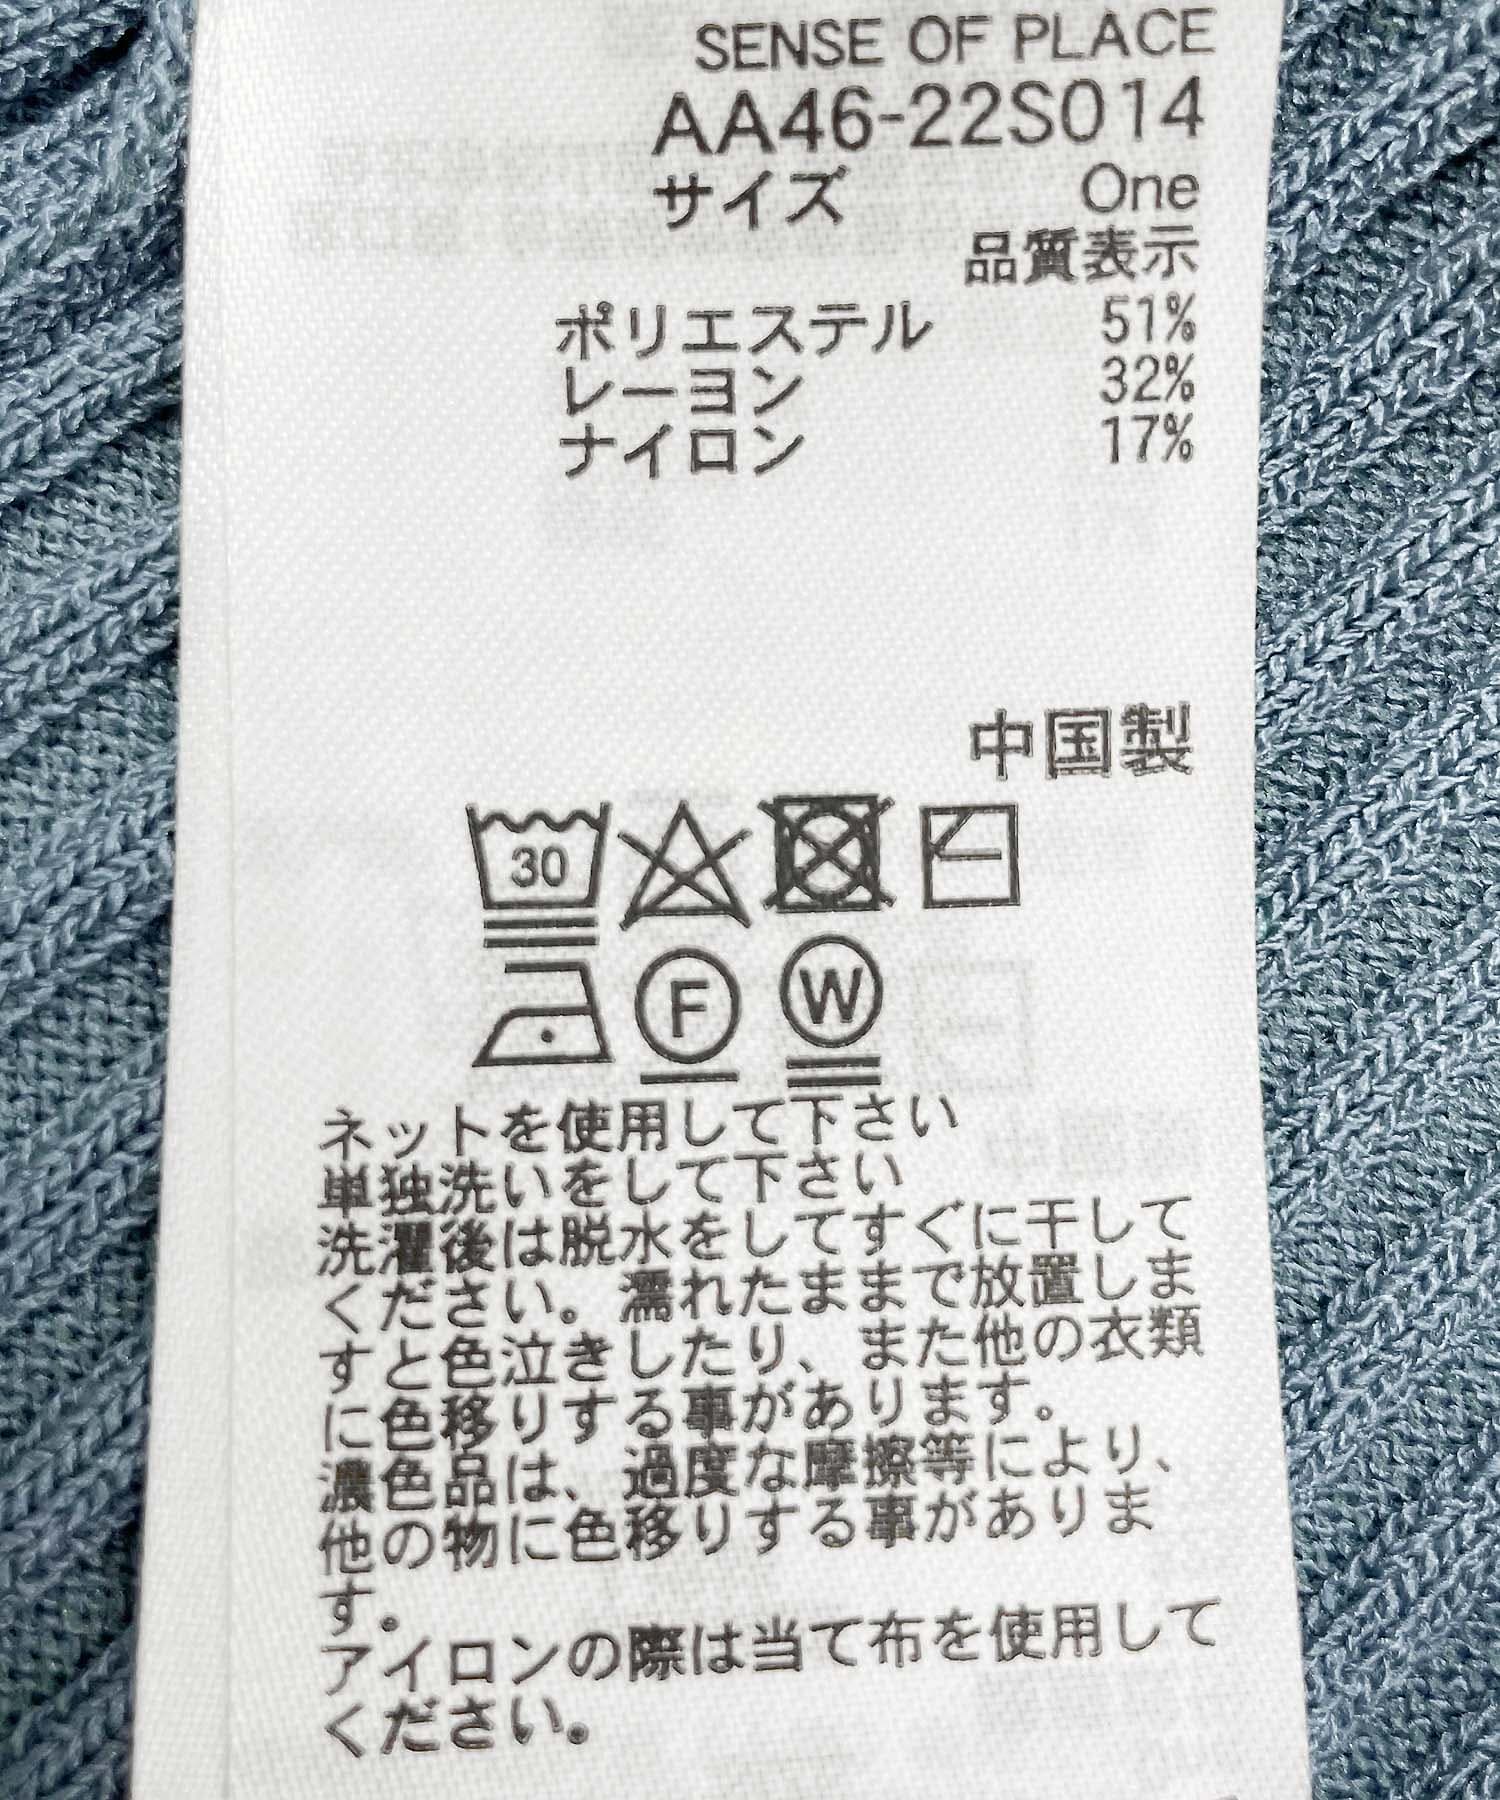 SENSE OF PLACE
AA46-22S014
サイズ One
品質表示
ポリエステル 51%
レーヨン 32%
ナイロン 17%
中国製
30
F W
ネットを使用して下さい
単独洗いをして下さい
洗濯後は脱水をしてすぐに干して
ください。濡れたままで放置しま
すと色泣きしたり、また他の衣類
に色移りする事があります。
濃色品は、過度な摩擦等により、
他の物に色移りする事がありま
す。
アイロンの際は当て布を使用して
ください。